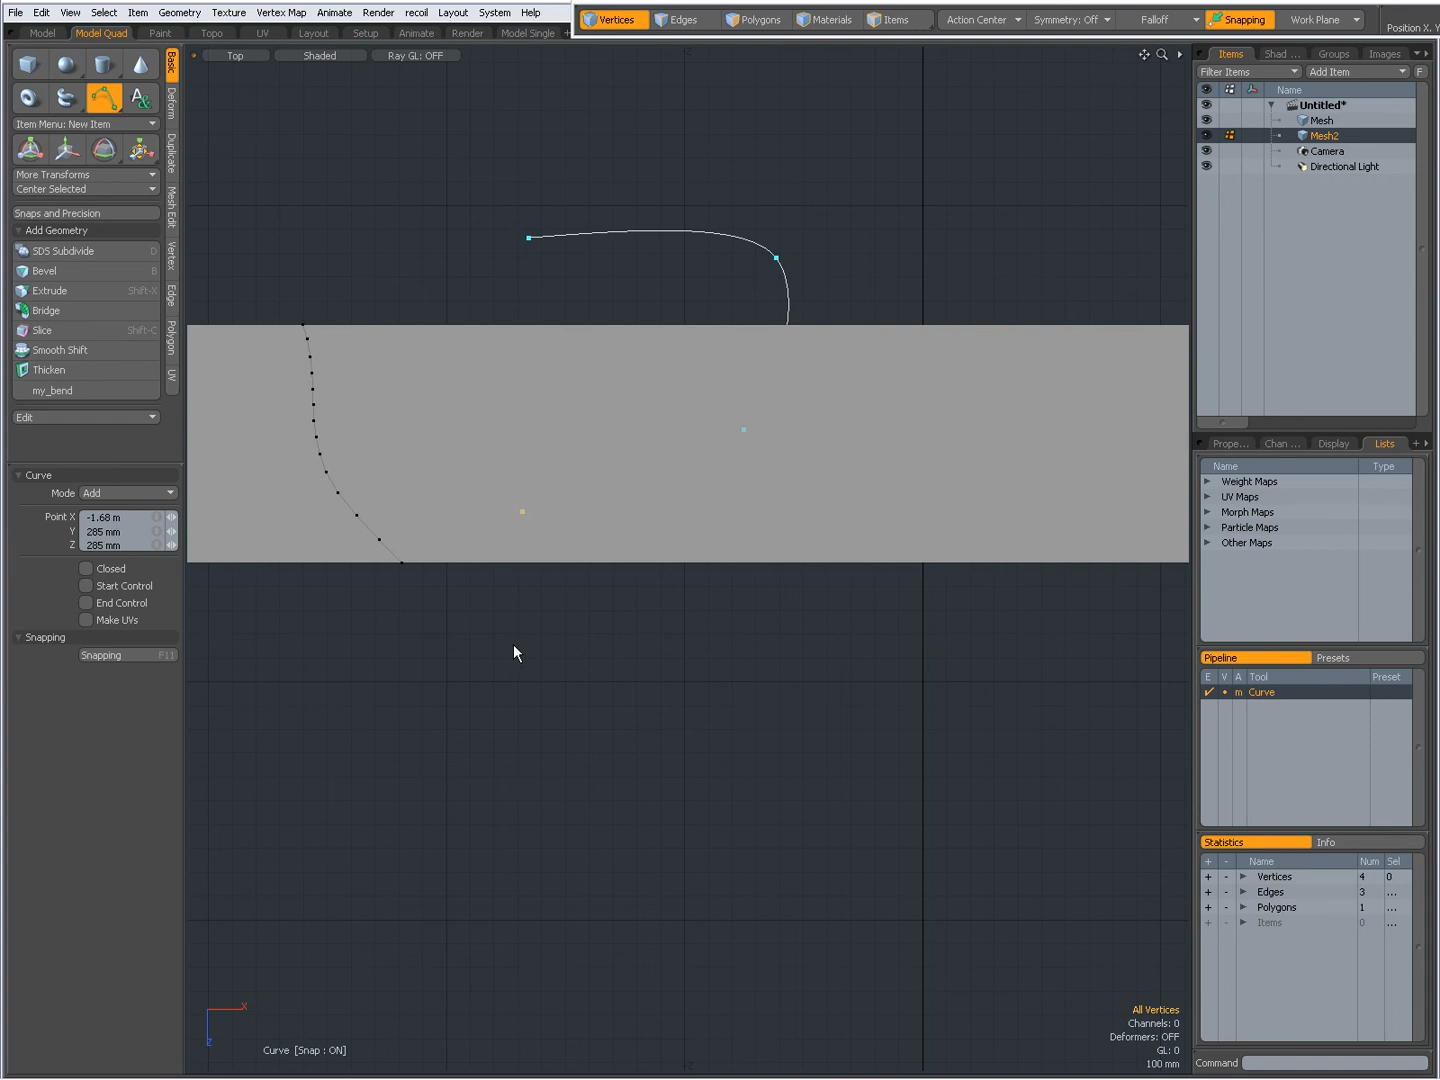 File Edit View Select Item Geometry Texture Vertex Map Animate Render recoil Layout System Help
Vertices Edges Polygons Materials Items Action Center Symmetry: Off Falloff Snapping Work Plane
Position X, Y
Model Model Quad Paint Topo UV Layout Setup Animate Render Model Single
Top Shaded Ray GL: OFF
Basic
Deform
Duplicate
Mesh Edit
Vertex
Edge
Polygon
UV
Item Menu: New Item
More Transforms
Center Selected
Snaps and Precision
Add Geometry
SDS Subdivide D
Bevel B
Extrude Shift-X
Bridge
Slice Shift-C
Smooth Shift
Thicken
my_bend
Edit
Curve
Mode Add
Point X -1.68 m
Y 285 mm
Z 285 mm
Closed
Start Control
End Control
Make UVs
Snapping
Snapping F11
X
Z
Curve [Snap : ON]
All Vertices
Channels: 0
Deformers: OFF
GL: 0
100 mm
Items Shad ... Groups Images
Filter Items Add Item F
Name
Untitled*
Mesh
Mesh2
Camera
Directional Light
Prope... Chan ... Display Lists
Name Type
Weight Maps
UV Maps
Morph Maps
Particle Maps
Other Maps
Pipeline Presets
E V A Tool Preset
m Curve
Statistics Info
+ - Name Num Sel
+ - Vertices 4 0
+ - Edges 3 ...
+ - Polygons 1 ...
+ - Items 0 ...
Command